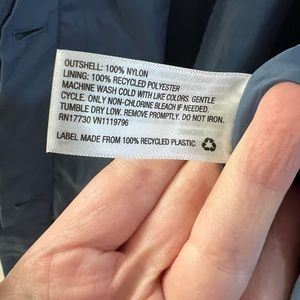 OUTSHELL: 100% NYLON
LINING: 100% RECYCLED POLYESTER
MACHINE WASH COLD WITH LIKE COLORS. GENTLE
CYCLE. ONLY NON-CHLORINE BLEACH IF NEEDED.
TUMBLE DRY LOW. REMOVE PROMPTLY. DO NOT IRON.
RN17730 VN1119796
LABEL MADE FROM 100% RECYCLED PLASTIC